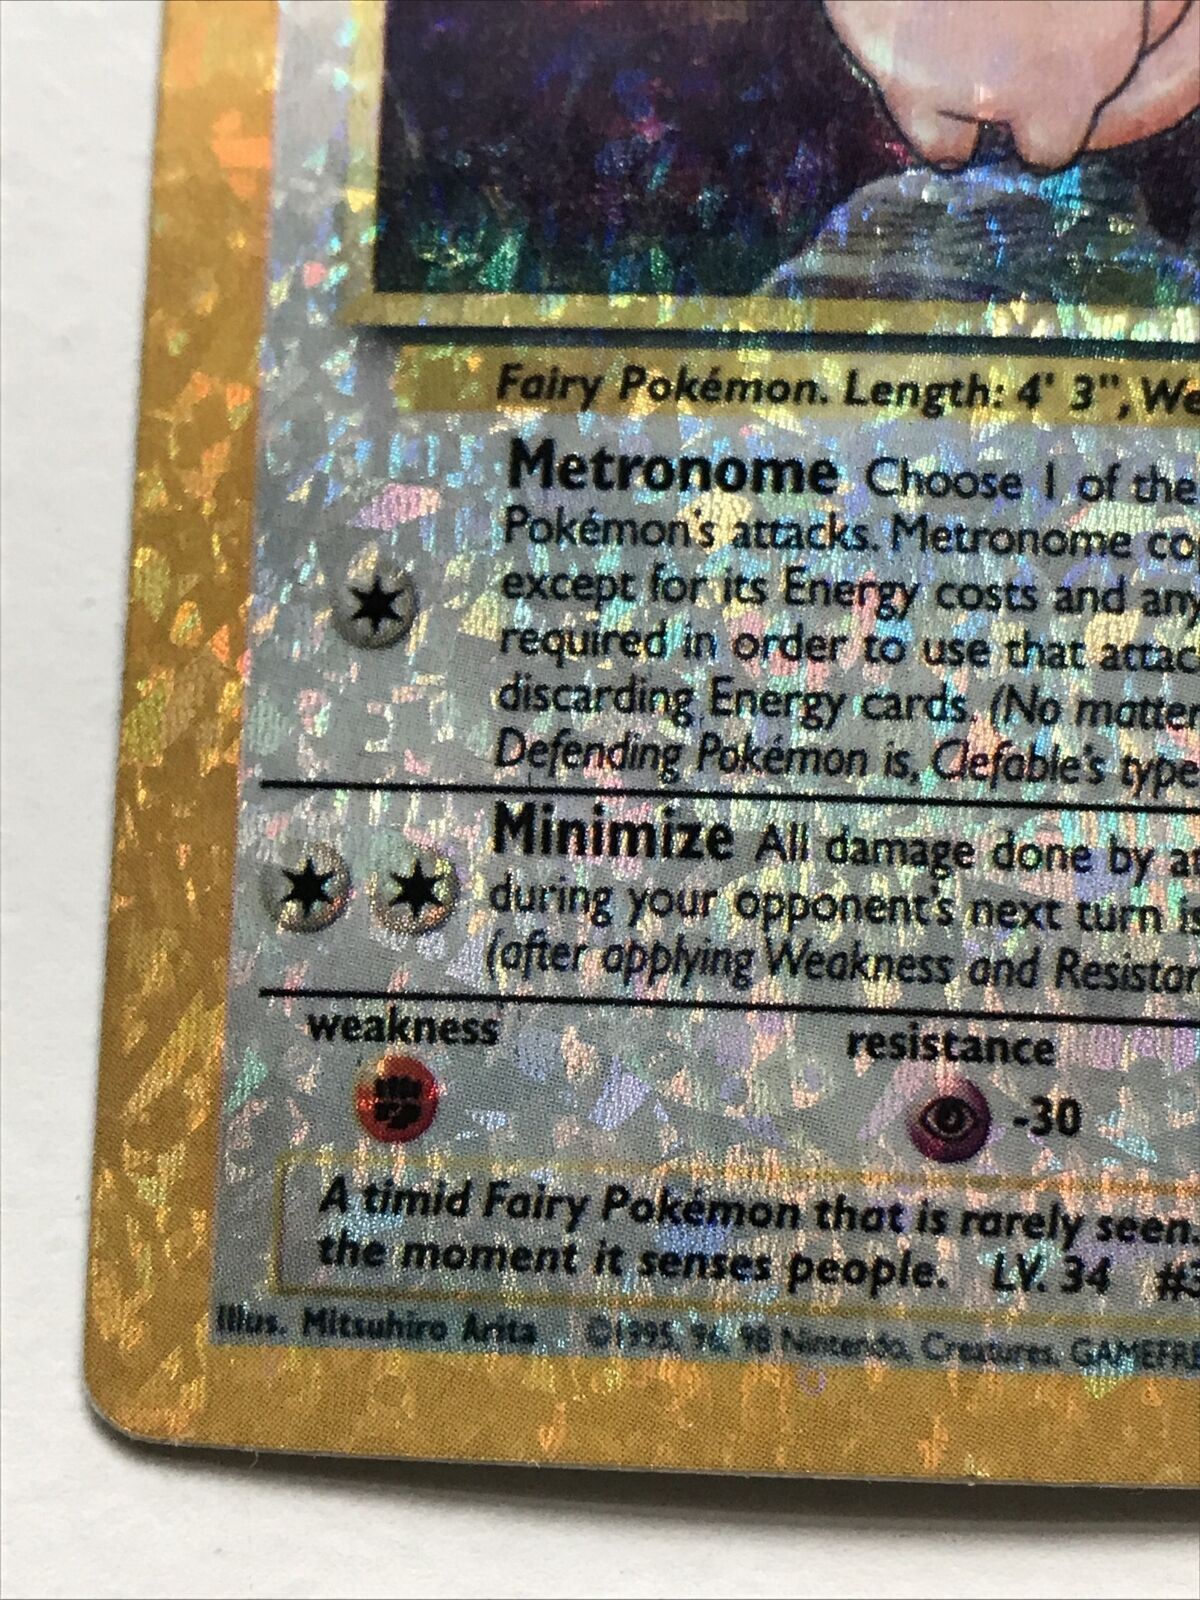 Fairy Pokémon. Length: 4' 3", We
Metronome Choose 1 of the
Pokémon's attacks. Metronome co
except for its Energy costs and any
required in order to use that attac
discarding Energy cards. (No matter
Defending Pokémon is, Clefable's type
Minimize All damage done by at
during your opponent's next turn is
(after applying Weakness and Resistan
weakness
resistance
-30
A timid Fairy Pokémon that is rarely seen.
the moment it senses people. LV. 34 #3
Illus. Mitsuhiro Arita ©1995, 96, 98 Nintendo, Creatures, GAMEFRE